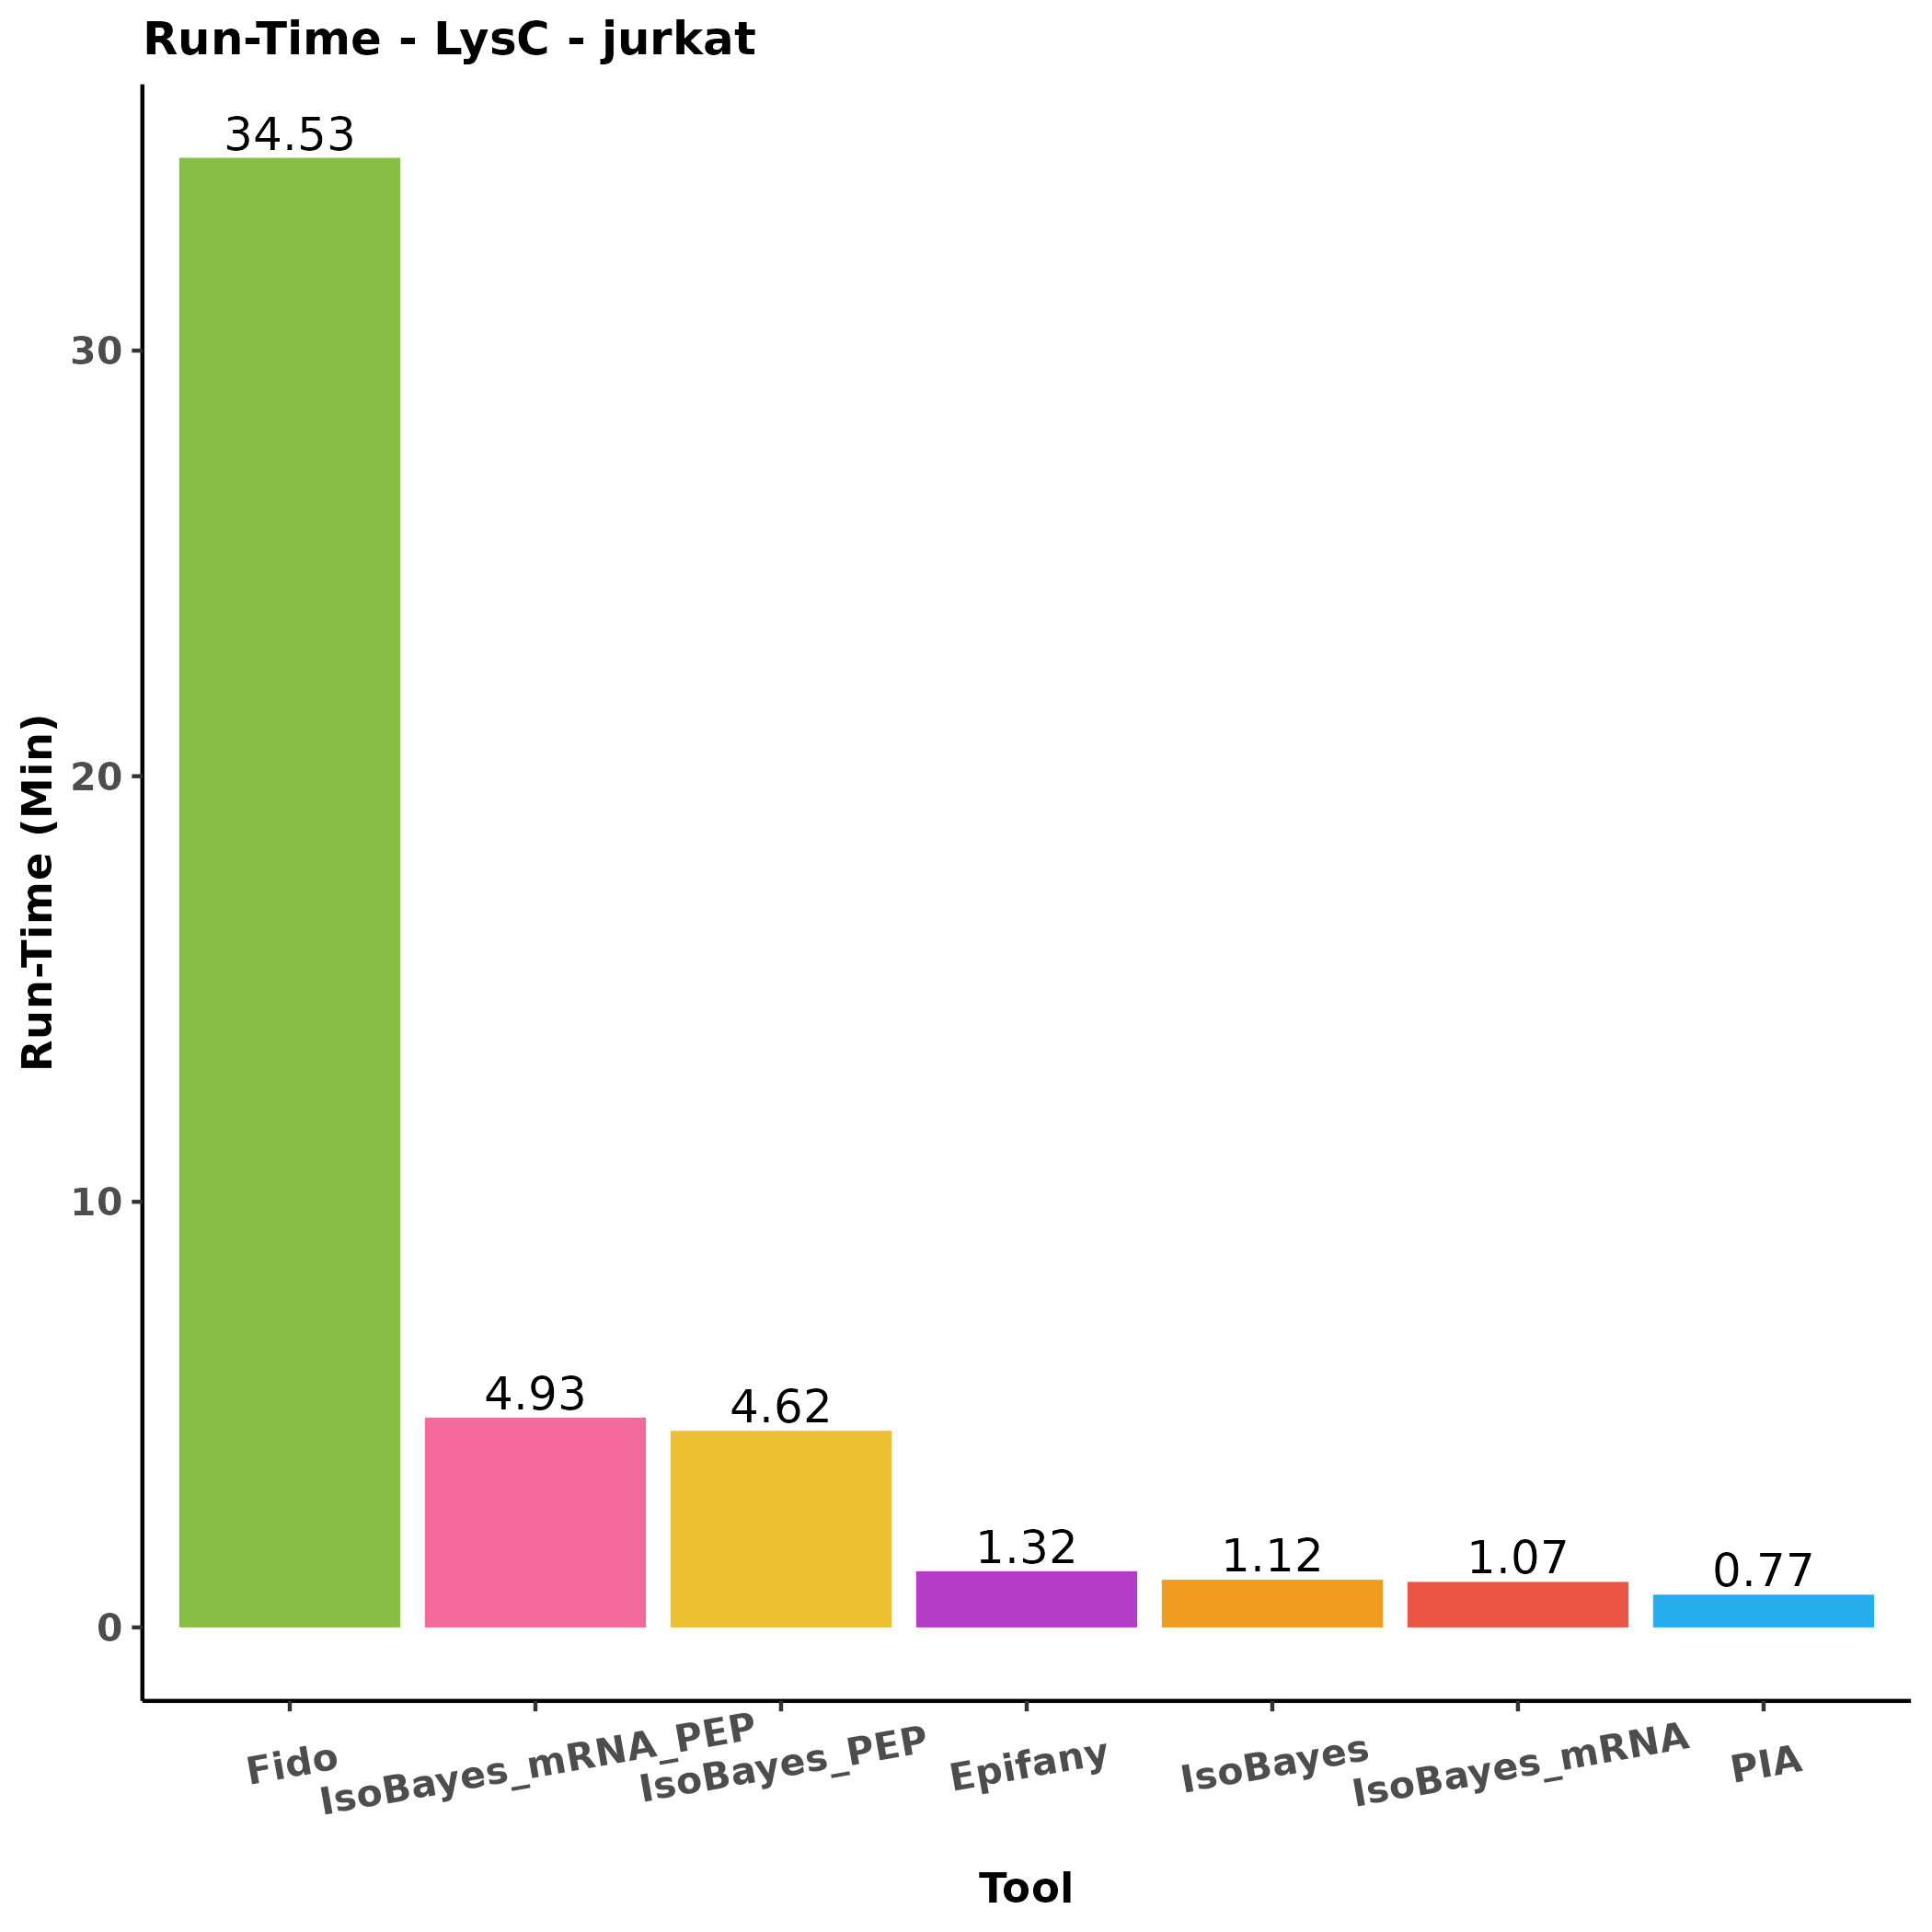 Run-Time - LysC - jurkat
Run-Time (Min)
30
20
10
0
34.53
4.93
4.62
1.32
1.12
1.07
0.77
Fido
IsoBayes_mRNA_PEP
IsoBayes_PEP
Epifany
IsoBayes
IsoBayes_mRNA
PIA
Tool